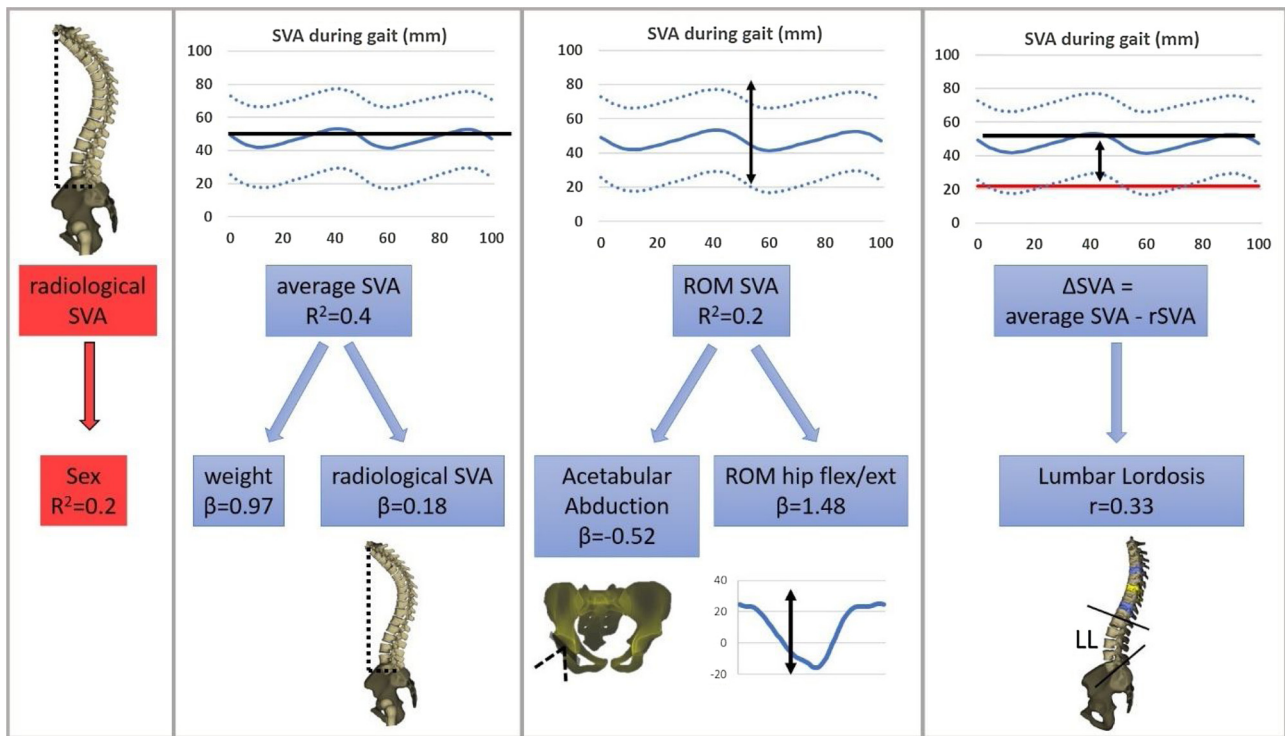 radiological
SVA
Sex
R²=0.2
SVA during gait (mm)
100
80
60
40
20
0
0 20 40 60 80 100
average SVA
R²=0.4
weight
β=0.97
radiological SVA
β=0.18
SVA during gait (mm)
100
80
60
40
20
0
0 20 40 60 80 100
ROM SVA
R²=0.2
Acetabular
Abduction
β=-0.52
ROM hip flex/ext
β=1.48
40
20
0
-20
SVA during gait (mm)
100
80
60
40
20
0
0 20 40 60 80 100
ΔSVA =
average SVA - rSVA
Lumbar Lordosis
r=0.33
LL